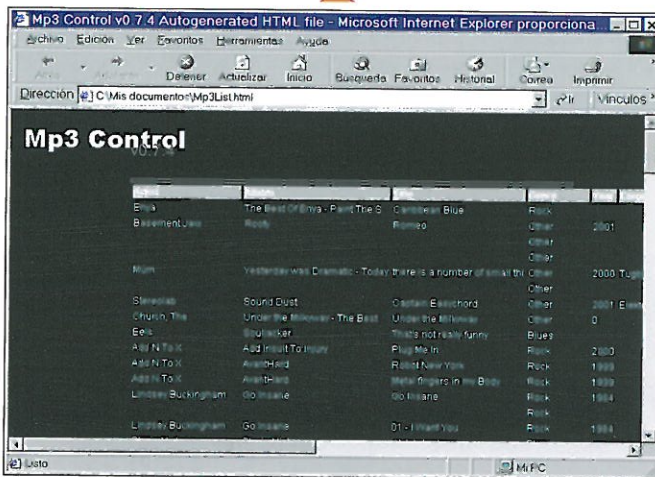 Mp3 Control v0.7.4 Autogenerated HTML file - Microsoft Internet Explorer proporciona...
Archivo Edición Ver Favoritos Herramientas Ayuda
Atrás Detener Actualizar Inicio Búsqueda Favoritos Historial Correo Imprimir
Dirección C:\Mis documentos\Mp3List.html Ir Vínculos
Mp3 Control
v0.7.4
Enya The Best Of Enya - Paint The S Caribbean Blue Rock
Basement Jaxx Rooty Romeo Other 2001
Other
Other
Múm Yesterday was Dramatic - Today there is a number of small thi Other 2000
Other
Stereolab Sound Dust Captain Easychord Other 2001
Church, The Under the Milkyway - The Best Under the Milkyway Other 0
Eels Souljacker That's not really funny Blues
Add N To X Add Insult To Injury Plug Me In Rock 2000
Add N To X AvantHard Robot New York Rock 1999
Add N To X AvantHard Metal fingers in my Body Rock 1999
Lindsey Buckingham Go Insane Go Insane Rock 1984
Rock
Lindsey Buckingham Go Insane 01 - I Want You Rock 1984
Listo Mi PC